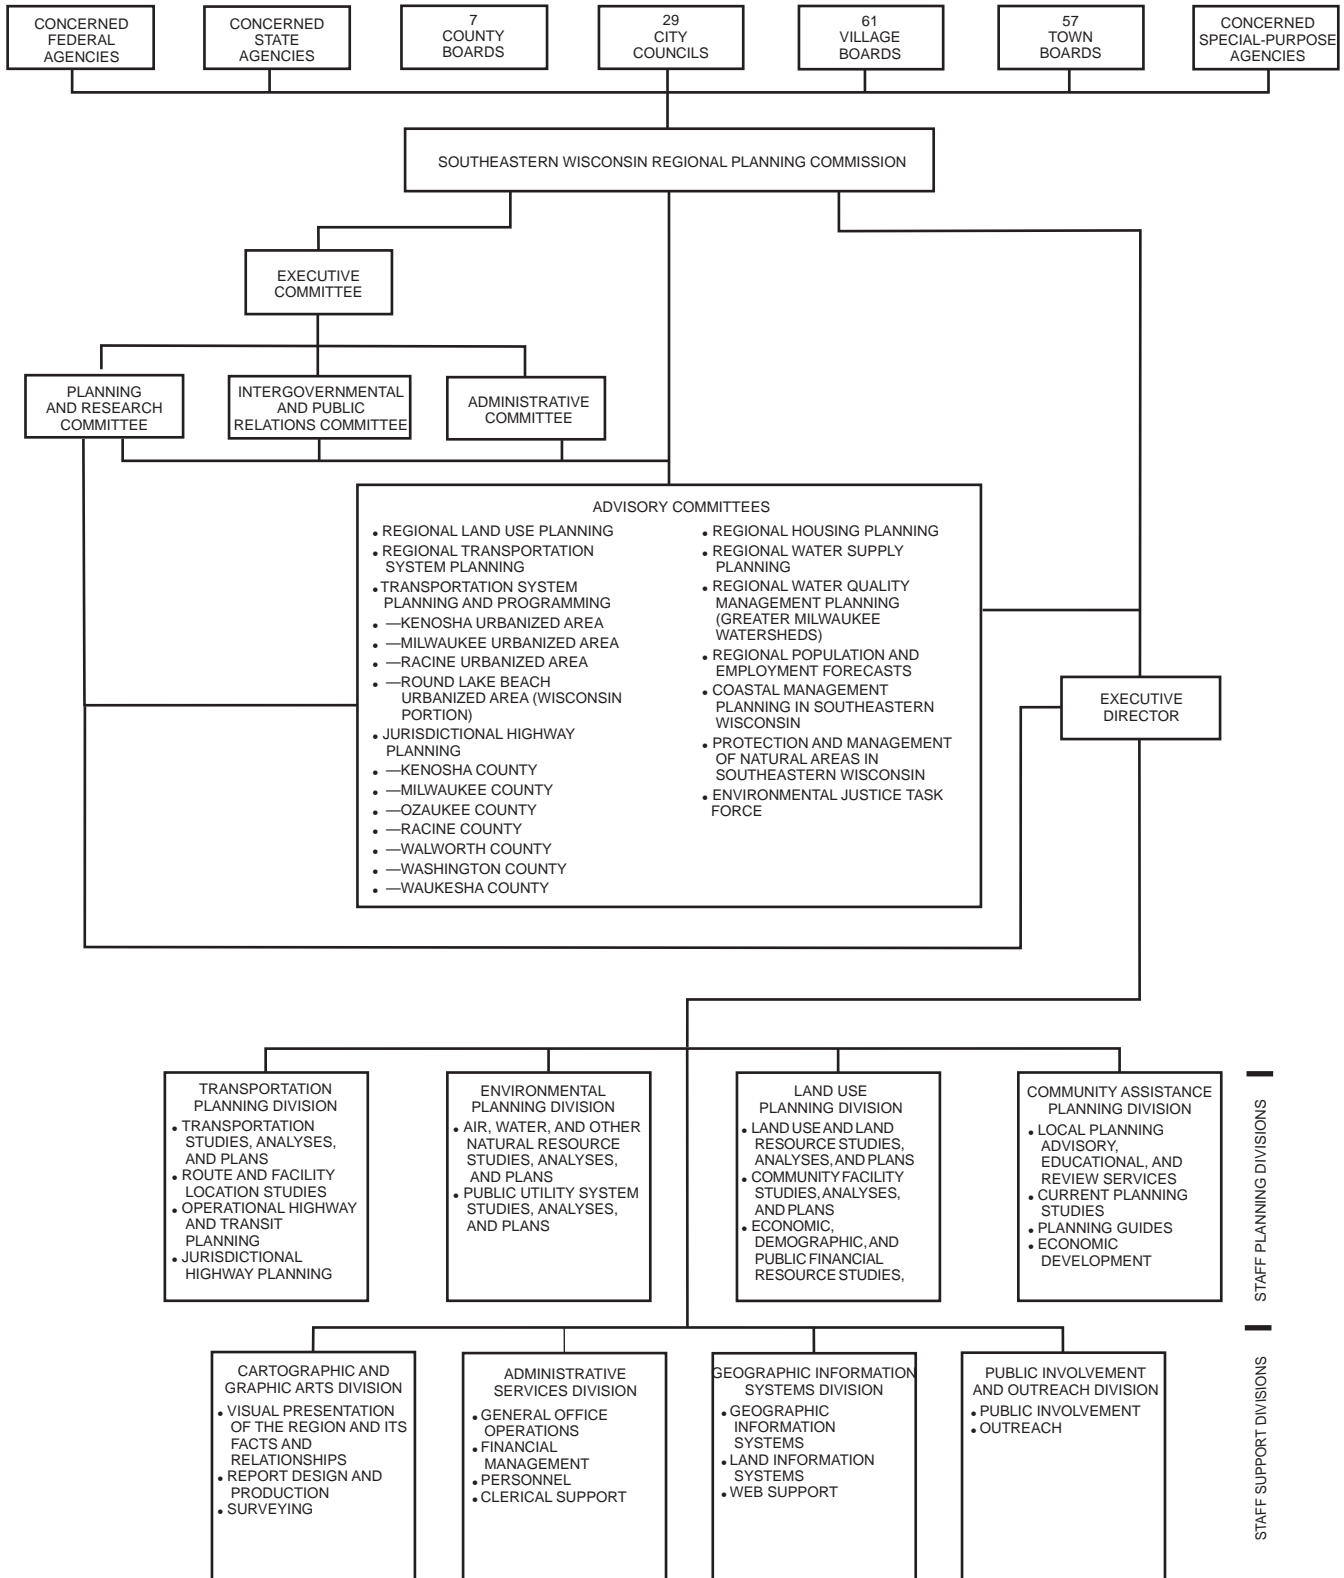 CONCERNED
FEDERAL
AGENCIES
CONCERNED
STATE
AGENCIES
7
COUNTY
BOARDS
29
CITY
COUNCILS
61
VILLAGE
BOARDS
57
TOWN
BOARDS
CONCERNED
SPECIAL-PURPOSE
AGENCIES
SOUTHEASTERN WISCONSIN REGIONAL PLANNING COMMISSION
EXECUTIVE
COMMITTEE
PLANNING
AND RESEARCH
COMMITTEE
INTERGOVERNMENTAL
AND PUBLIC
RELATIONS COMMITTEE
ADMINISTRATIVE
COMMITTEE
ADVISORY COMMITTEES
• REGIONAL LAND USE PLANNING
• REGIONAL TRANSPORTATION
SYSTEM PLANNING
• TRANSPORTATION SYSTEM
PLANNING AND PROGRAMMING
• —KENOSHA URBANIZED AREA
• —MILWAUKEE URBANIZED AREA
• —RACINE URBANIZED AREA
• —ROUND LAKE BEACH
URBANIZED AREA (WISCONSIN
PORTION)
• JURISDICTIONAL HIGHWAY
PLANNING
• —KENOSHA COUNTY
• —MILWAUKEE COUNTY
• —OZAUKEE COUNTY
• —RACINE COUNTY
• —WALWORTH COUNTY
• —WASHINGTON COUNTY
• —WAUKESHA COUNTY
• REGIONAL HOUSING PLANNING
• REGIONAL WATER SUPPLY
PLANNING
• REGIONAL WATER QUALITY
MANAGEMENT PLANNING
(GREATER MILWAUKEE
WATERSHEDS)
• REGIONAL POPULATION AND
EMPLOYMENT FORECASTS
• COASTAL MANAGEMENT
PLANNING IN SOUTHEASTERN
WISCONSIN
• PROTECTION AND MANAGEMENT
OF NATURAL AREAS IN
SOUTHEASTERN WISCONSIN
• ENVIRONMENTAL JUSTICE TASK
FORCE
EXECUTIVE
DIRECTOR
TRANSPORTATION
PLANNING DIVISION
• TRANSPORTATION
STUDIES, ANALYSES,
AND PLANS
• ROUTE AND FACILITY
LOCATION STUDIES
• OPERATIONAL HIGHWAY
AND TRANSIT
PLANNING
• JURISDICTIONAL
HIGHWAY PLANNING
ENVIRONMENTAL
PLANNING DIVISION
• AIR, WATER, AND OTHER
NATURAL RESOURCE
STUDIES, ANALYSES,
AND PLANS
• PUBLIC UTILITY SYSTEM
STUDIES, ANALYSES,
AND PLANS
LAND USE
PLANNING DIVISION
• LAND USE AND LAND
RESOURCE STUDIES,
ANALYSES, AND PLANS
• COMMUNITY FACILITY
STUDIES, ANALYSES,
AND PLANS
• ECONOMIC,
DEMOGRAPHIC, AND
PUBLIC FINANCIAL
RESOURCE STUDIES,
COMMUNITY ASSISTANCE
PLANNING DIVISION
• LOCAL PLANNING
ADVISORY,
EDUCATIONAL, AND
REVIEW SERVICES
• CURRENT PLANNING
STUDIES
• PLANNING GUIDES
• ECONOMIC
DEVELOPMENT
STAFF PLANNING DIVISIONS
CARTOGRAPHIC AND
GRAPHIC ARTS DIVISION
• VISUAL PRESENTATION
OF THE REGION AND ITS
FACTS AND
RELATIONSHIPS
• REPORT DESIGN AND
PRODUCTION
• SURVEYING
ADMINISTRATIVE
SERVICES DIVISION
• GENERAL OFFICE
OPERATIONS
• FINANCIAL
MANAGEMENT
• PERSONNEL
• CLERICAL SUPPORT
GEOGRAPHIC INFORMATION
SYSTEMS DIVISION
• GEOGRAPHIC
INFORMATION
SYSTEMS
• LAND INFORMATION
SYSTEMS
• WEB SUPPORT
PUBLIC INVOLVEMENT
AND OUTREACH DIVISION
• PUBLIC INVOLVEMENT
• OUTREACH
STAFF SUPPORT DIVISIONS